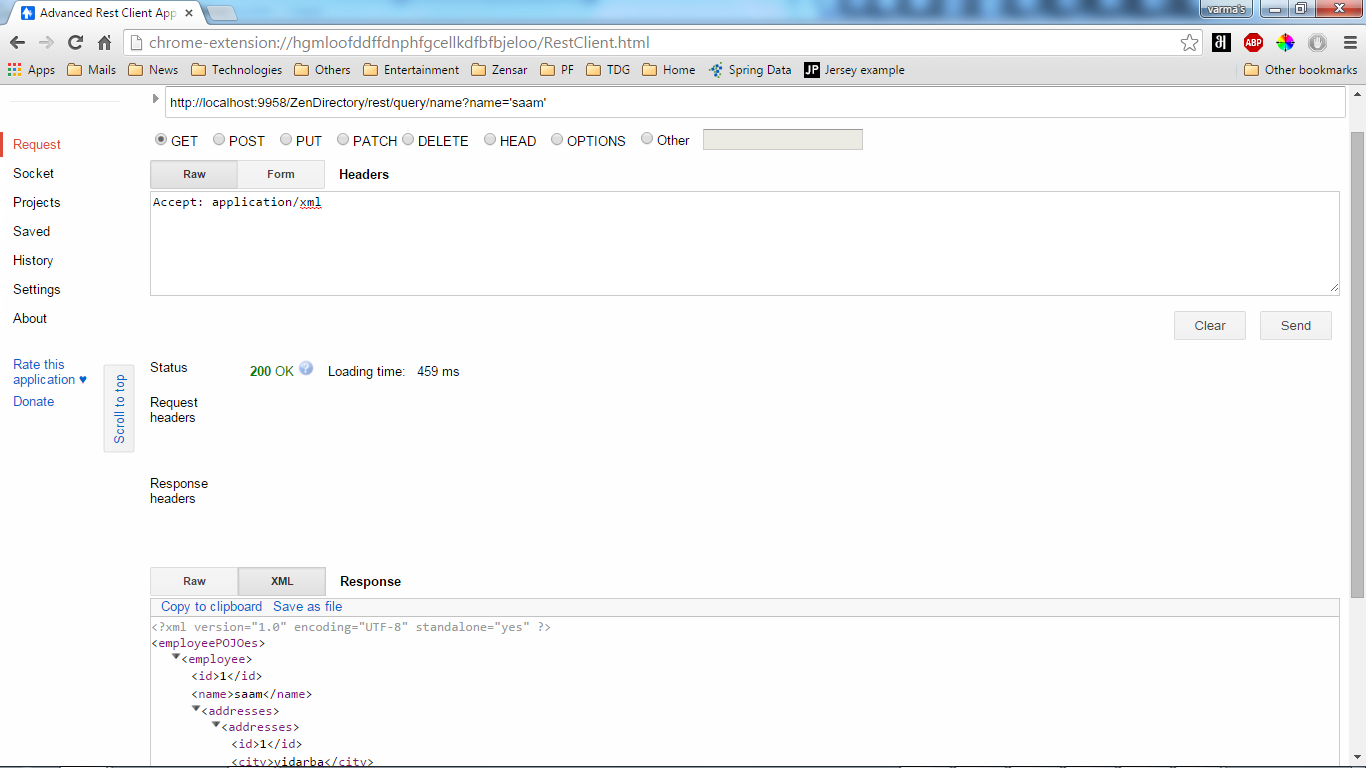 Advanced Rest Client App
varma's
chrome-extension://hgmloofddffdnphfgcellkdfbfbjeloo/RestClient.html
ABP
Apps Mails News Technologies Others Entertainment Zensar PF TDG Home Spring Data JP Jersey example Other bookmarks
http://localhost:9958/ZenDirectory/rest/query/name?name='saam'
GET POST PUT PATCH DELETE HEAD OPTIONS Other
Raw Form Headers
Accept: application/xml
Request
Socket
Projects
Saved
History
Settings
About
Rate this
application ♥
Donate
Scroll to top
Clear Send
Status 200 OK ? Loading time: 459 ms
Request
headers
Response
headers
Raw XML Response
Copy to clipboard Save as file
<?xml version="1.0" encoding="UTF-8" standalone="yes" ?>
<employeePOJOes>
<employee>
<id>1</id>
<name>saam</name>
<addresses>
<addresses>
<id>1</id>
<city>vidarba</city>